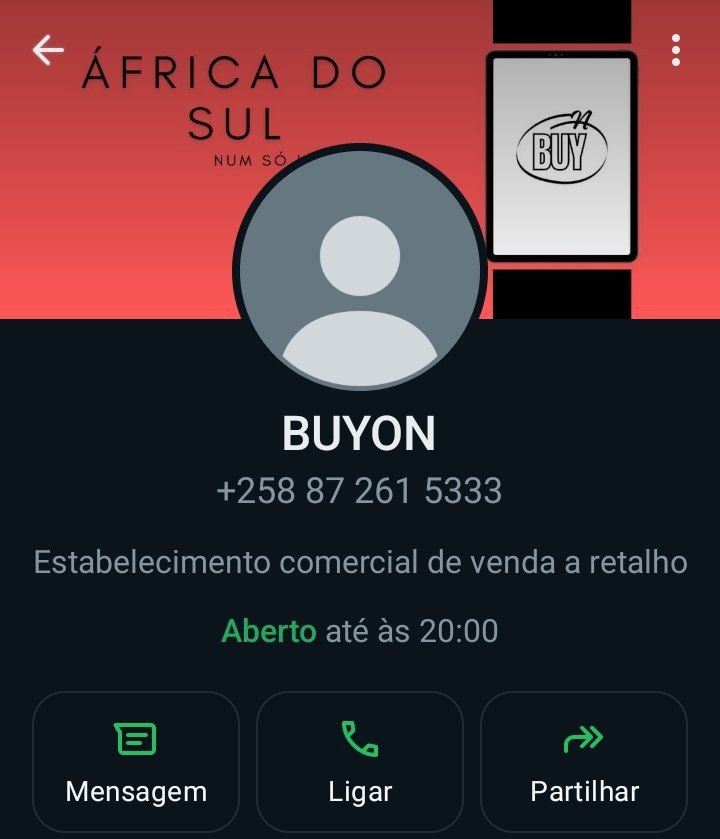 ÁFRICA DO
SUL
NUM SÓ
BUY
BUYON
+258 87 261 5333
Estabelecimento comercial de venda a retalho
Aberto até às 20:00
Mensagem
Ligar
Partilhar